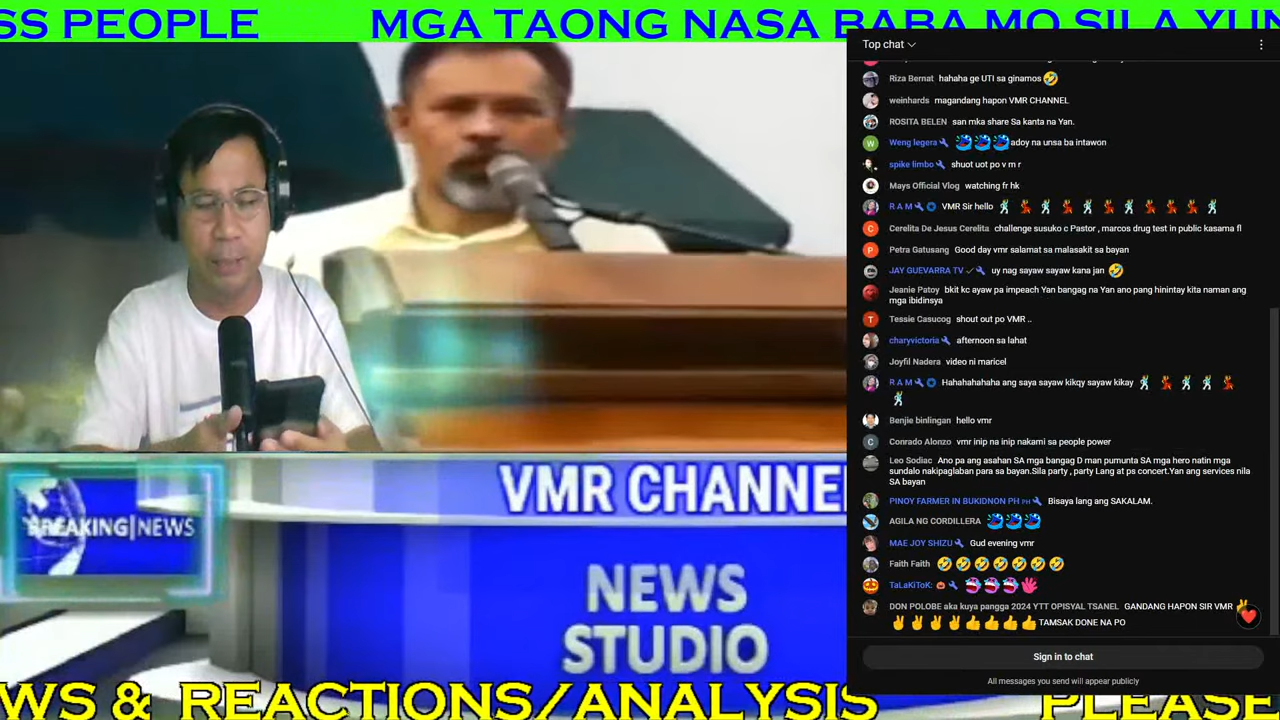 SS PEOPLE MGA TAONG NASA BABA MO SILA YUN
Top chat
Riza Bernat hahaha ge UTI sa ginamos 🤣
weinhards magandang hapon VMR CHANNEL
ROSITA BELEN san mka share Sa kanta na Yan.
Weng legera adoy na unsa ba intawon
spike limbo shuot uot po v m r
Mays Official Vlog watching fr hk
R A M VMR Sir hello 🕺 💃 🕺 💃 🕺 💃 🕺 💃 💃 💃 🕺
Cerelita De Jesus Cerelita challenge susuko c Pastor , marcos drug test in public kasama fl
Petra Gatusang Good day vmr salamat sa malasakit sa bayan
JAY GUEVARRA TV uy nag sayaw sayaw kana jan 🤣
Jeanie Patoy bkit kc ayaw pa impeach Yan bangag na Yan ano pang hinintay kita naman ang
mga ibidinsya
Tessie Casucog shout out po VMR ..
charyvictoria afternoon sa lahat
Joyfil Nadera video ni maricel
R A M Hahahahahaha ang saya sayaw kikqy sayaw kikay 🕺 💃 🕺 🕺 💃
🕺
Benjie binlingan hello vmr
C Conrado Alonzo vmr inip na inip nakami sa people power
Leo Sodiac Ano pa ang asahan SA mga bangag D man pumunta SA mga hero natin mga
sundalo nakipaglaban para sa bayan.Sila party , party Lang at ps concert.Yan ang services nila
SA bayan
PINOY FARMER IN BUKIDNON PH PH Bisaya lang ang SAKALAM.
AGILA NG CORDILLERA
MAE JOY SHIZU Gud evening vmr
Faith Faith 🤣🤣🤣🤣🤣🤣🤣
TaLaKiToK:
DON POLOBE aka kuya pangga 2024 YTT OPISYAL TSANEL GANDANG HAPON SIR VMR ✌
✌✌✌✌👍👍👍👍TAMSAK DONE NA PO
Sign in to chat
All messages you send will appear publicly
VMR CHANNE
BREAKING|NEWS
NEWS
STUDIO
WS & REACTIONS/ANALYSIS PLEASE